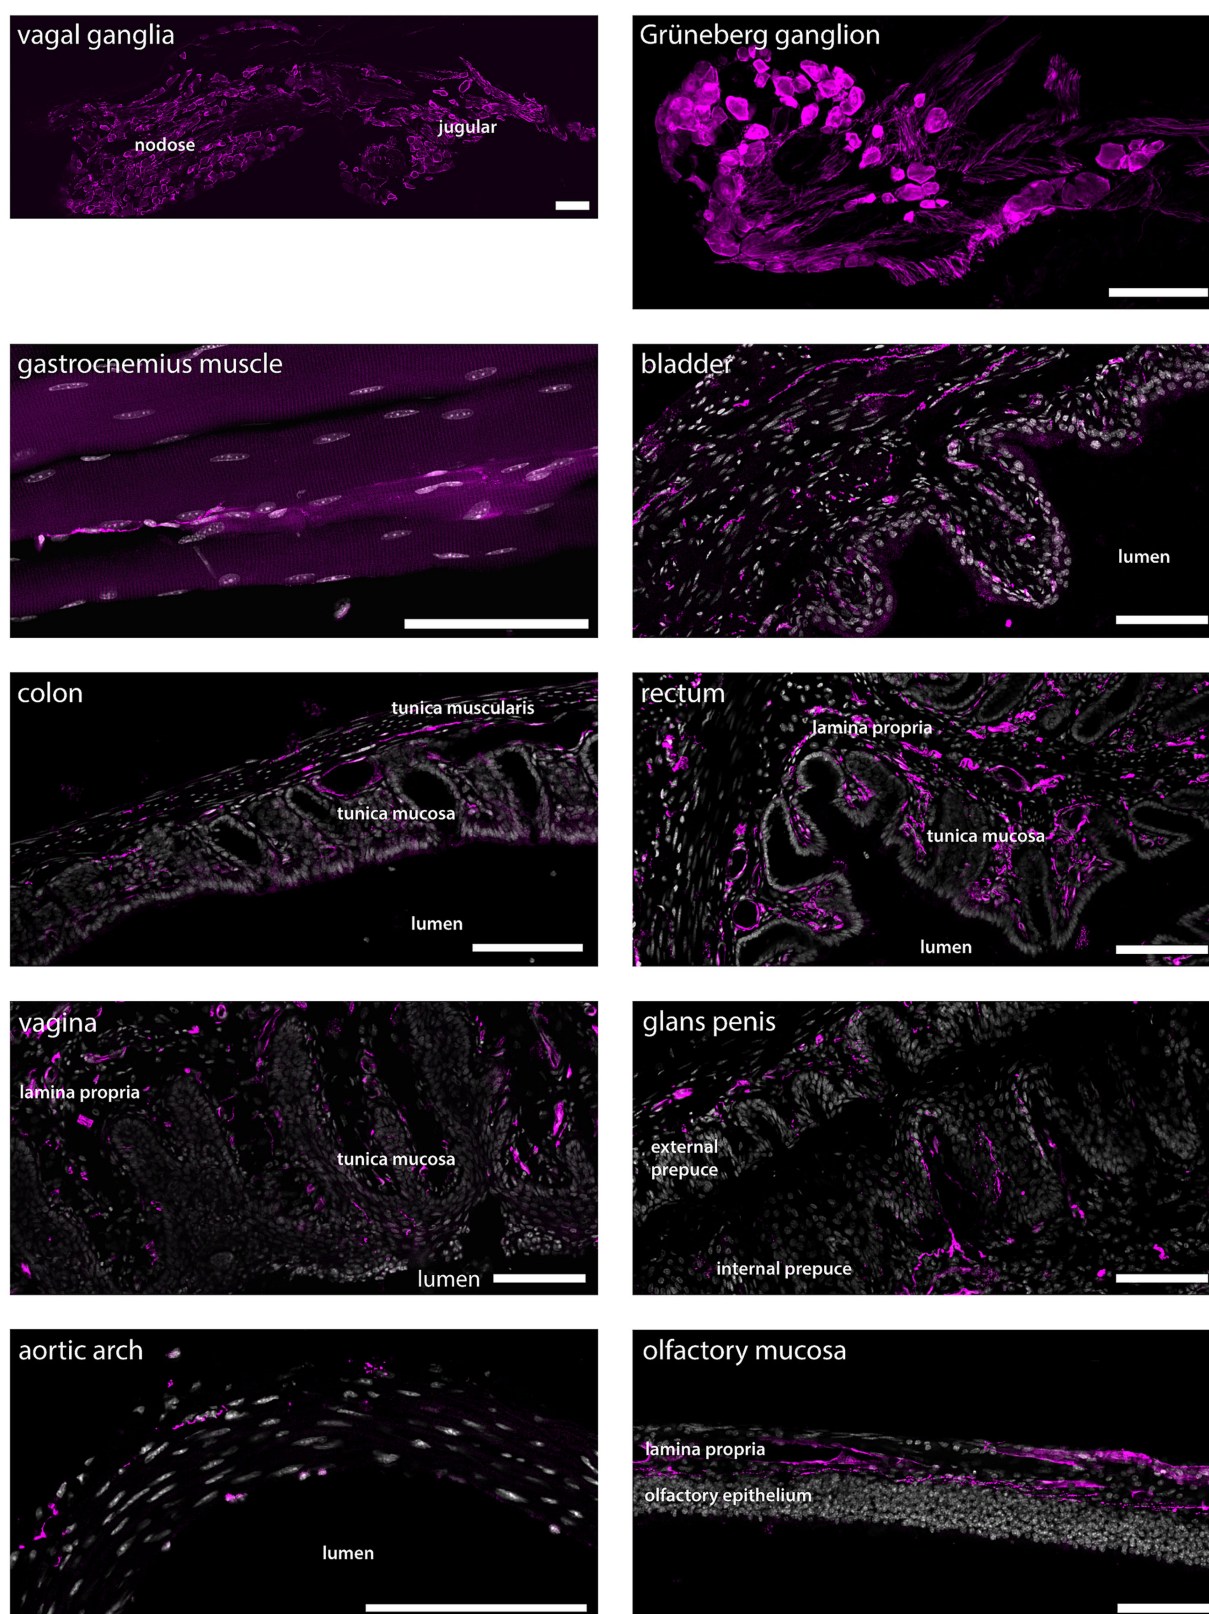 vagal ganglia
nodose
jugular
Grüneberg ganglion
gastrocnemius muscle
bladder
lumen
colon
tunica muscularis
tunica mucosa
lumen
rectum
lamina propria
tunica mucosa
lumen
vagina
lamina propria
tunica mucosa
lumen
glans penis
external
prepuce
internal prepuce
aortic arch
lumen
olfactory mucosa
lamina propria
olfactory epithelium